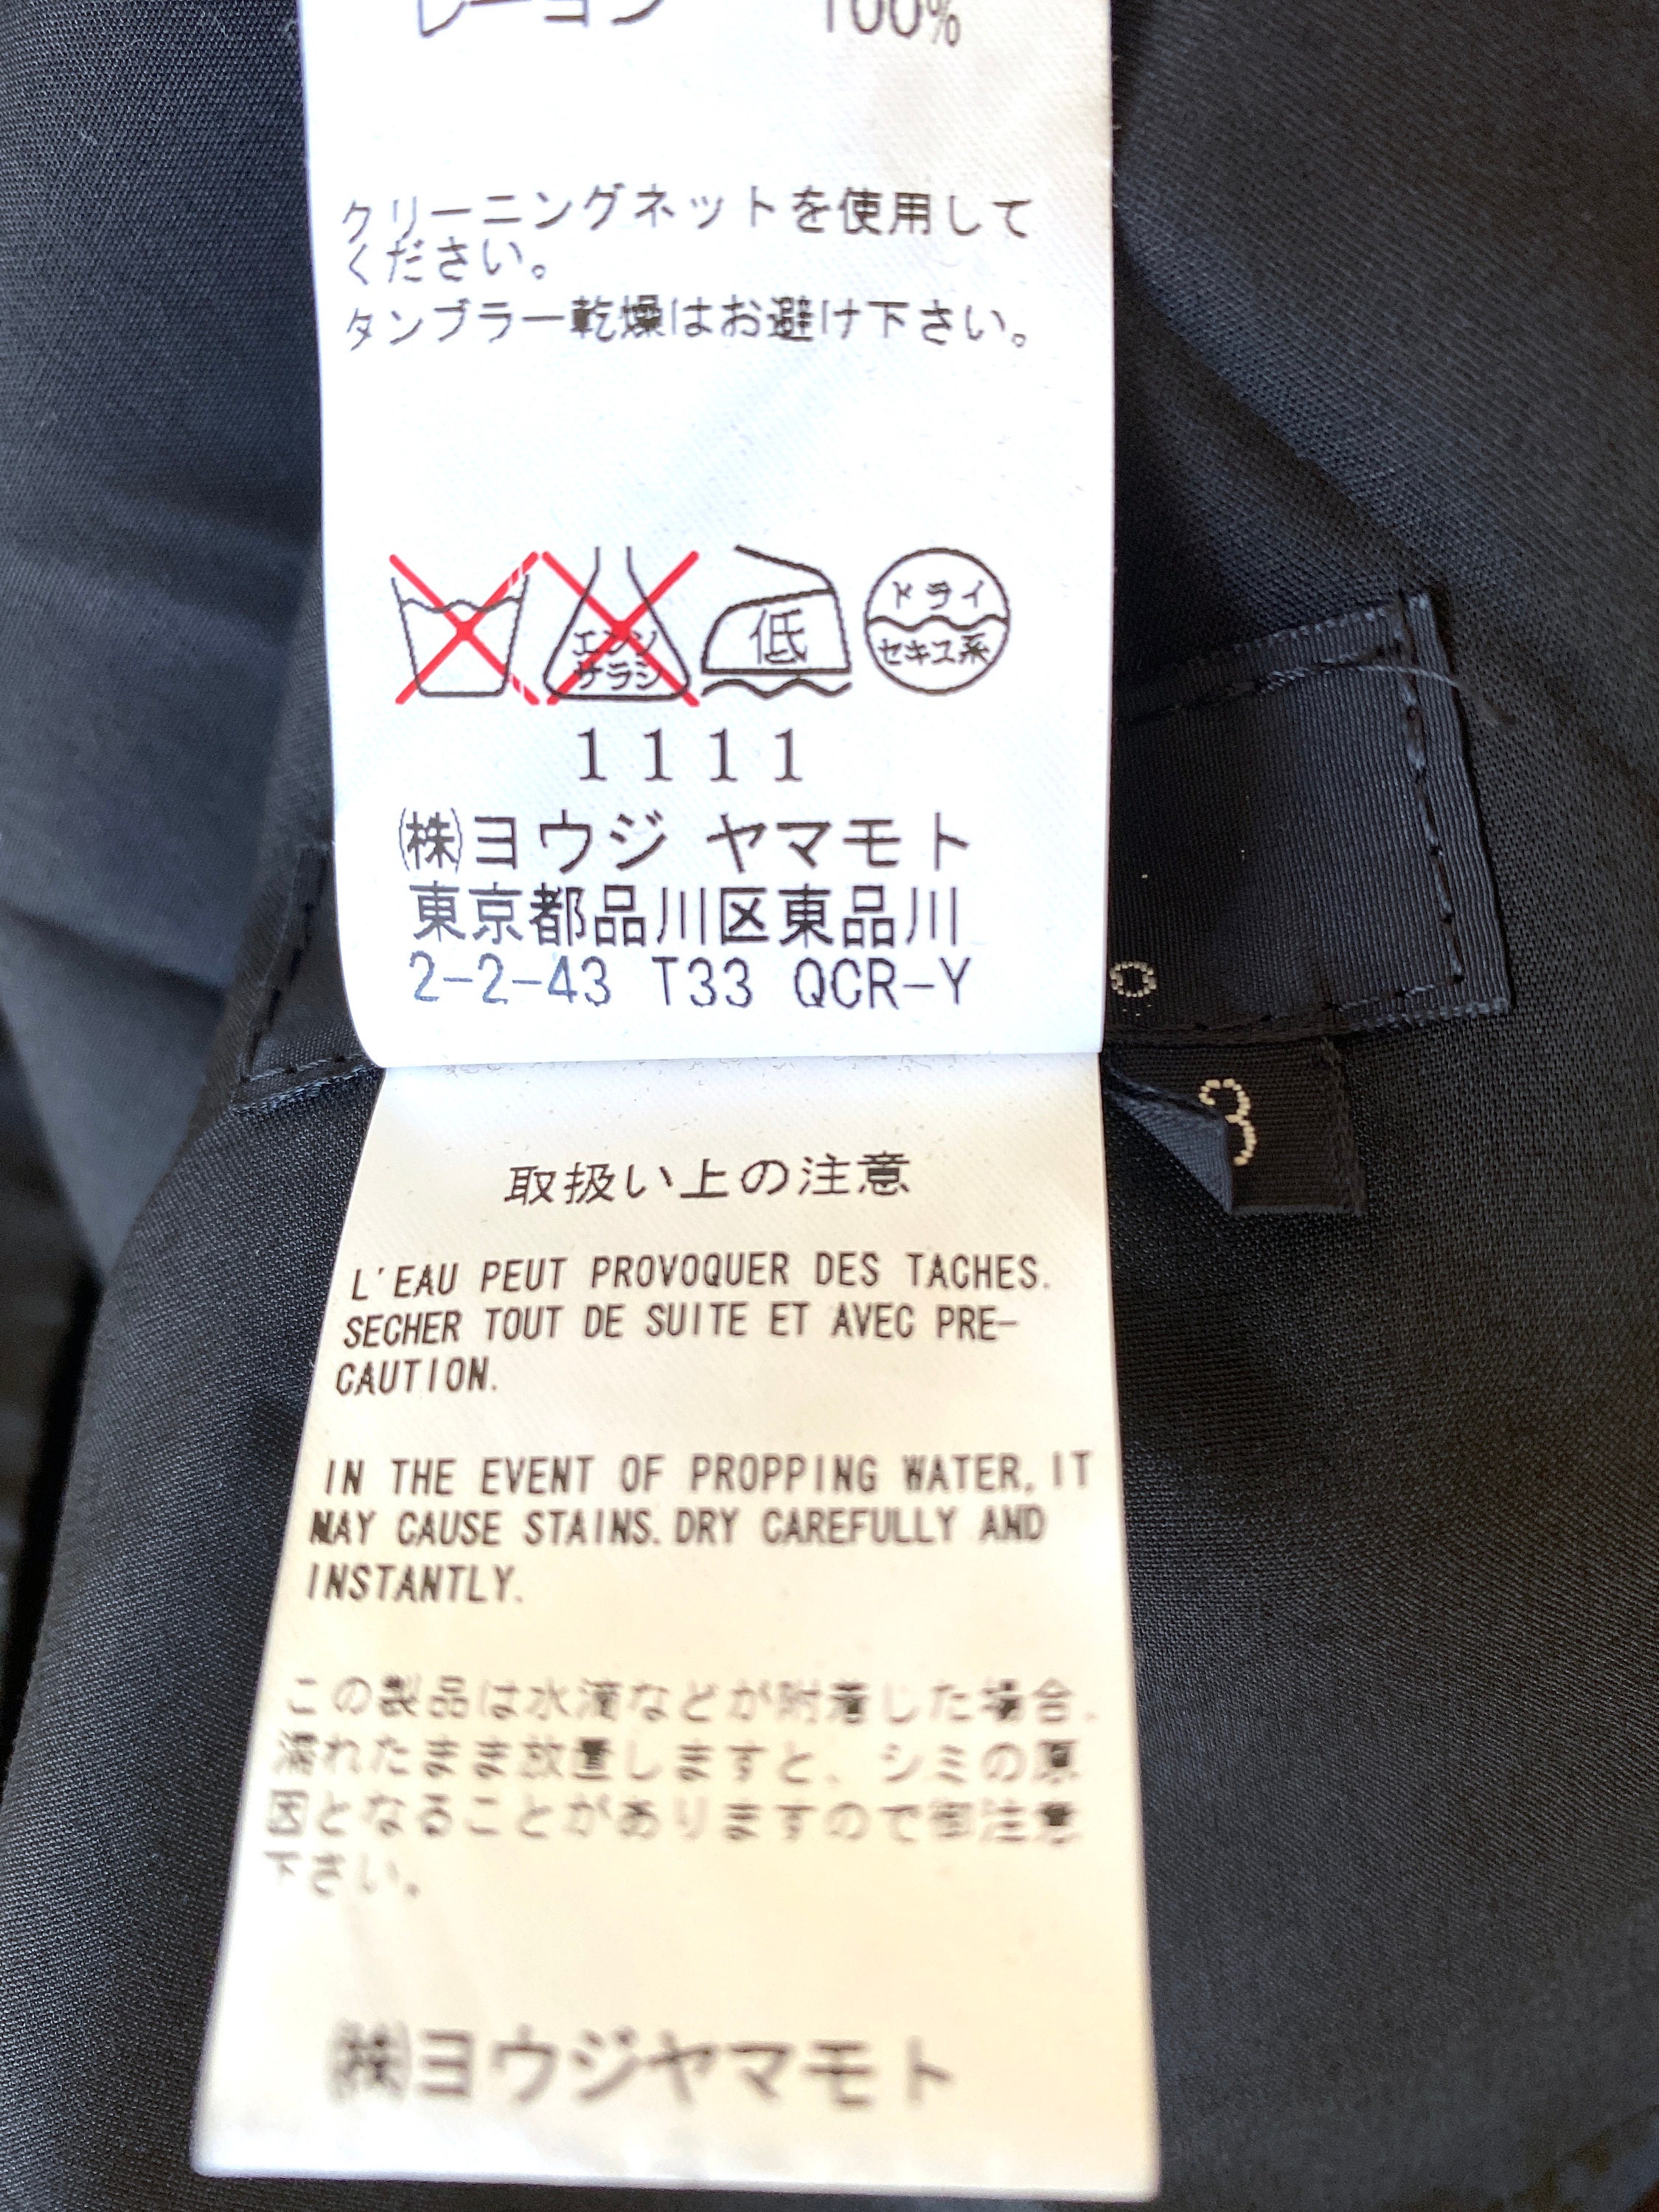 レーヨン 100%
クリーニングネットを使用して
ください。
タンブラー乾燥はお避け下さい。
エンソ
サラシ
低
ドライ
セキユ系
1111
㈱ヨウジ ヤマモト
東京都品川区東品川
2-2-43 T33 QCR-Y
3
取扱い上の注意
L'EAU PEUT PROVOQUER DES TACHES.
SECHER TOUT DE SUITE ET AVEC PRE-
CAUTION.
IN THE EVENT OF PROPPING WATER, IT
MAY CAUSE STAINS. DRY CAREFULLY AND
INSTANTLY.
この製品は水滴などが附着した場合、
濡れたまま放置しますと、シミの原
因となることがありますので御注意
下さい。
㈱ヨウジヤマモト